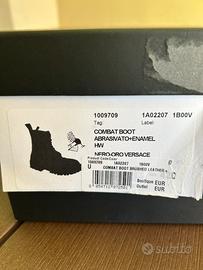 1009709 1A02207 1B00V
Tag Label
COMBAT BOOT
ABRASIVATO+ENAMEL
HW
NERO-ORO VERSACE
Product Code
1009709 1A02207 1B00V
U COMBAT BOOT BRUSHED LEATHER
Boutique EUR
Outlet EUR
subito